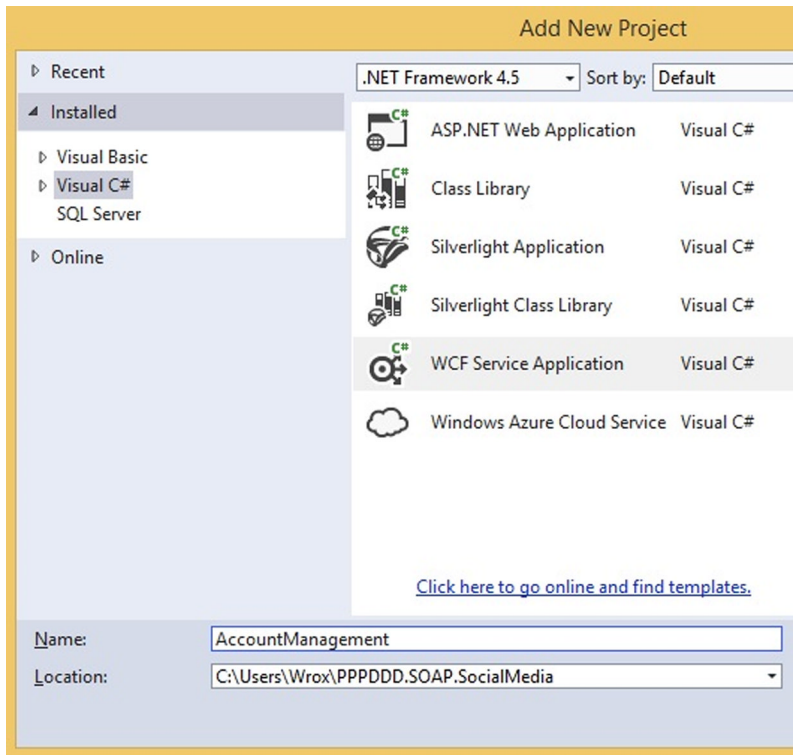 Add New Project
Recent
Installed
Visual Basic
Visual C#
SQL Server
Online
.NET Framework 4.5 Sort by: Default
C# ASP.NET Web Application Visual C#
C# Class Library Visual C#
C# Silverlight Application Visual C#
C# Silverlight Class Library Visual C#
C# WCF Service Application Visual C#
Windows Azure Cloud Service Visual C#
Click here to go online and find templates.
Name: AccountManagement
Location: C:\Users\Wrox\PPPDDD.SOAP.SocialMedia